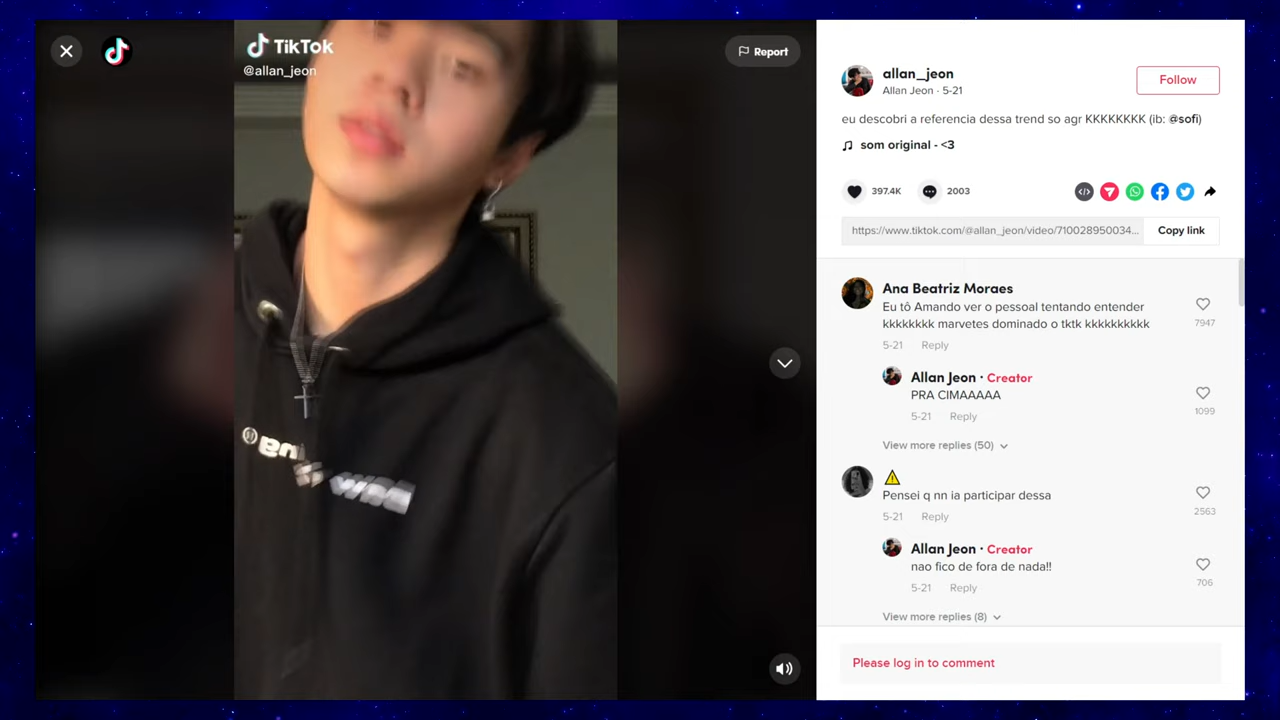 TikTok
@allan_jeon
Report
allan_jeon
Allan Jeon · 5-21
Follow
eu descobri a referencia dessa trend so agr KKKKKKKK (ib: @sofi)
som original - <3
397.4K
2003
https://www.tiktok.com/@allan_jeon/video/710028950034...
Copy link
Ana Beatriz Moraes
Eu tô Amando ver o pessoal tentando entender
kkkkkkkk marvetes dominado o tktk kkkkkkkkkk
7947
5-21 Reply
Allan Jeon · Creator
PRA CIMAAAAA
1099
5-21 Reply
View more replies (50)
⚠
Pensei q nn ia participar dessa
2563
5-21 Reply
Allan Jeon · Creator
nao fico de fora de nada!!
706
5-21 Reply
View more replies (8)
Please log in to comment